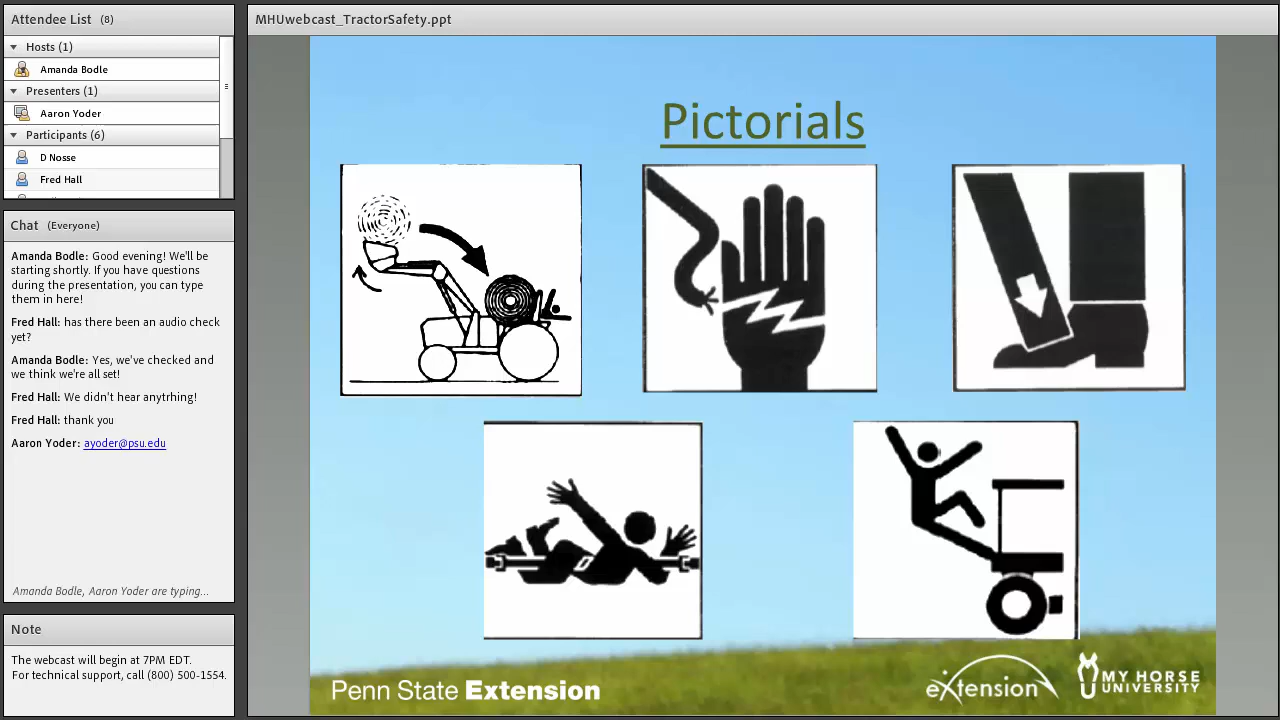 Attendee List (8)
Hosts (1)
Amanda Bodle
Presenters (1)
Aaron Yoder
Participants (6)
D Nosse
Fred Hall
Chat (Everyone)
Amanda Bodle: Good evening! We'll be
starting shortly. If you have questions
during the presentation, you can type
them in here!
Fred Hall: has there been an audio check
yet?
Amanda Bodle: Yes, we've checked and
we think we're all set!
Fred Hall: We didn't hear anytrhing!
Fred Hall: thank you
Aaron Yoder: ayoder@psu.edu
Amanda Bodle, Aaron Yoder are typing...
Note
The webcast will begin at 7PM EDT.
For technical support, call (800) 500-1554.
MHUwebcast_TractorSafety.ppt
Pictorials
Penn State Extension
eXtension
MY HORSE
UNIVERSITY